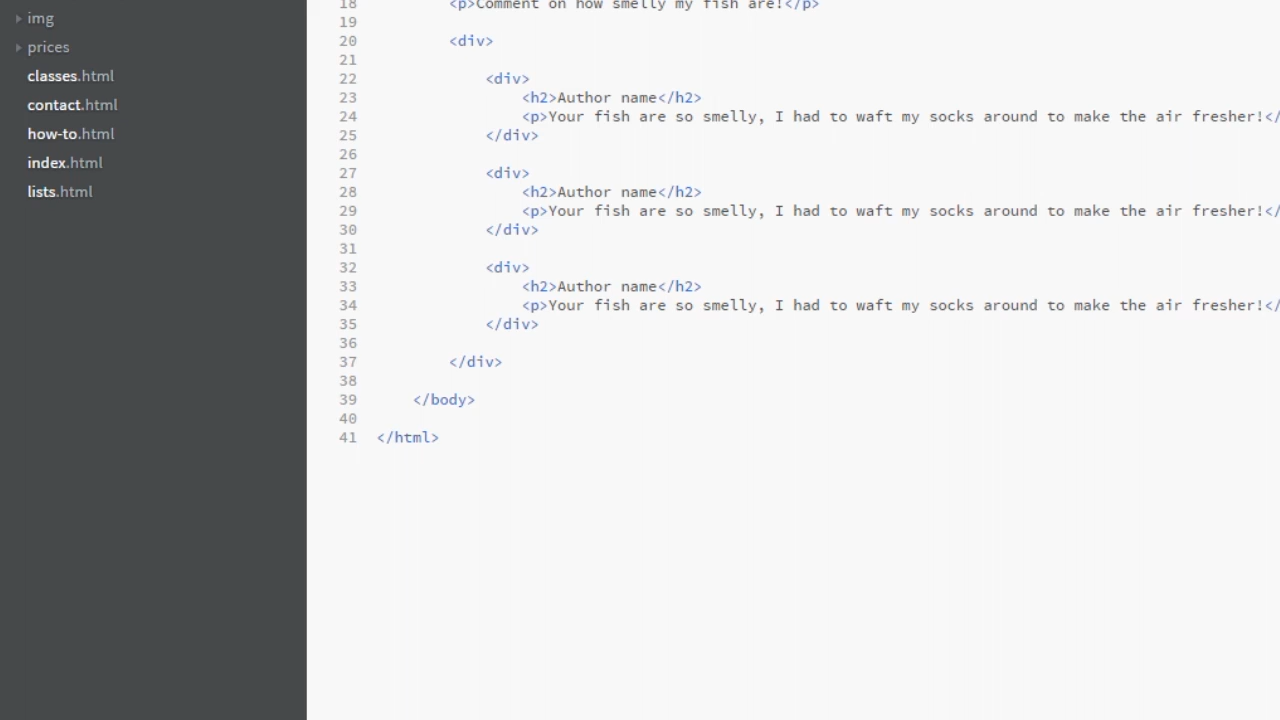 img
prices
classes.html
contact.html
how-to.html
index.html
lists.html
18 <p>Comment on how smelly my fish are!</p>
19
20 <div>
21
22 <div>
23 <h2>Author name</h2>
24 <p>Your fish are so smelly, I had to waft my socks around to make the air fresher!</
25 </div>
26
27 <div>
28 <h2>Author name</h2>
29 <p>Your fish are so smelly, I had to waft my socks around to make the air fresher!</
30 </div>
31
32 <div>
33 <h2>Author name</h2>
34 <p>Your fish are so smelly, I had to waft my socks around to make the air fresher!</
35 </div>
36
37 </div>
38
39 </body>
40
41 </html>